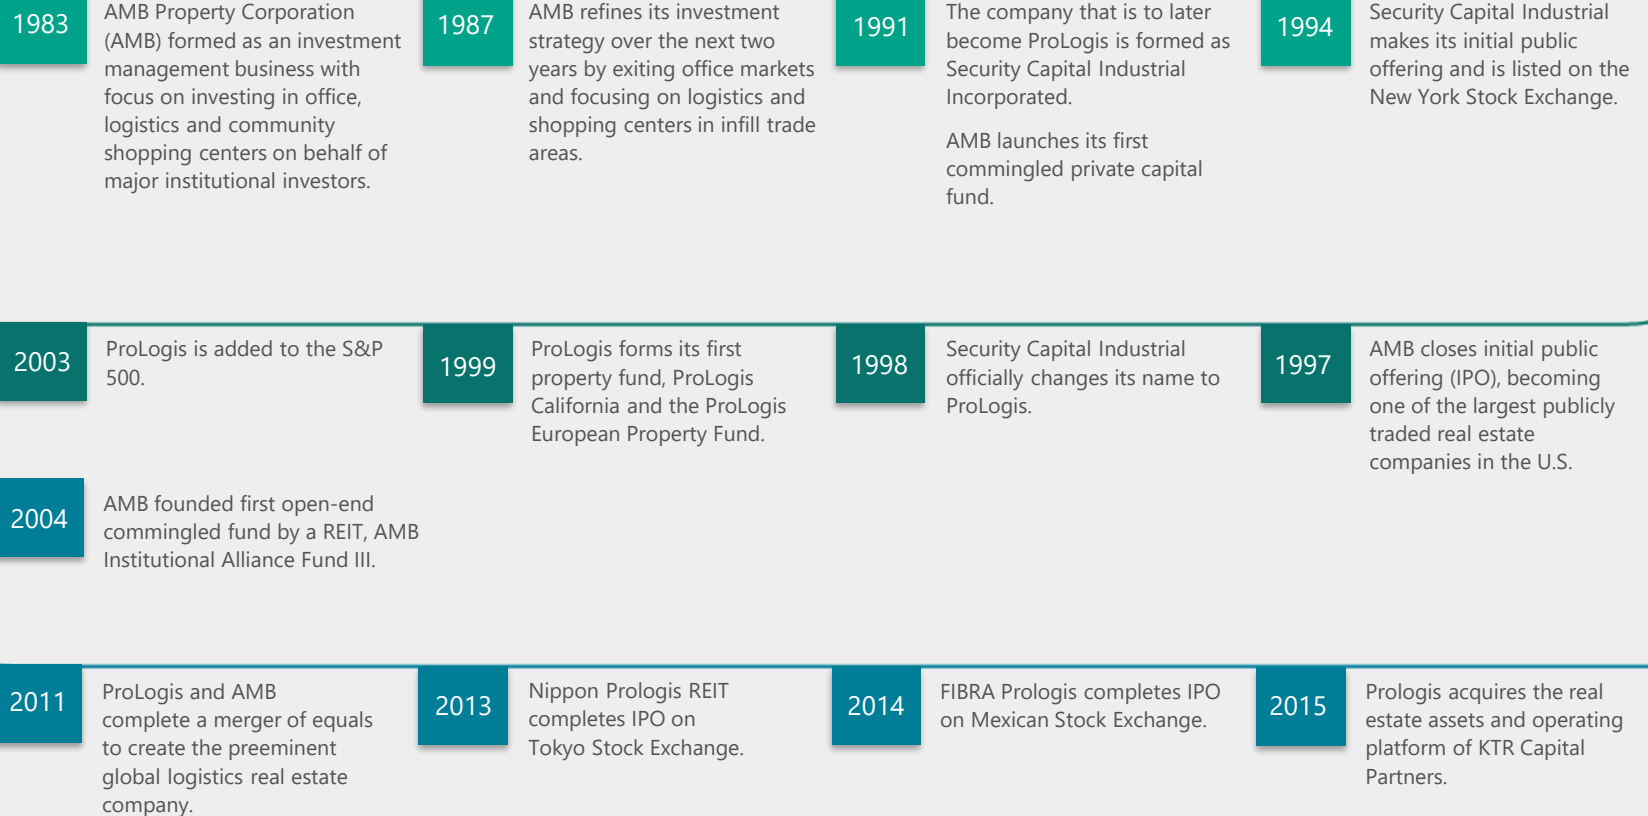 1983
AMB Property Corporation
(AMB) formed as an investment
management business with
focus on investing in office,
logistics and community
shopping centers on behalf of
major institutional investors.
1987
AMB refines its investment
strategy over the next two
years by exiting office markets
and focusing on logistics and
shopping centers in infill trade
areas.
1991
The company that is to later
become ProLogis is formed as
Security Capital Industrial
Incorporated.
AMB launches its first
commingled private capital
fund.
1994
Security Capital Industrial
makes its initial public
offering and is listed on the
New York Stock Exchange.
2003
ProLogis is added to the S&P
500.
1999
ProLogis forms its first
property fund, ProLogis
California and the ProLogis
European Property Fund.
1998
Security Capital Industrial
officially changes its name to
ProLogis.
1997
AMB closes initial public
offering (IPO), becoming
one of the largest publicly
traded real estate
companies in the U.S.
2004
AMB founded first open-end
commingled fund by a REIT, AMB
Institutional Alliance Fund III.
2011
ProLogis and AMB
complete a merger of equals
to create the preeminent
global logistics real estate
company.
2013
Nippon Prologis REIT
completes IPO on
Tokyo Stock Exchange.
2014
FIBRA Prologis completes IPO
on Mexican Stock Exchange.
2015
Prologis acquires the real
estate assets and operating
platform of KTR Capital
Partners.